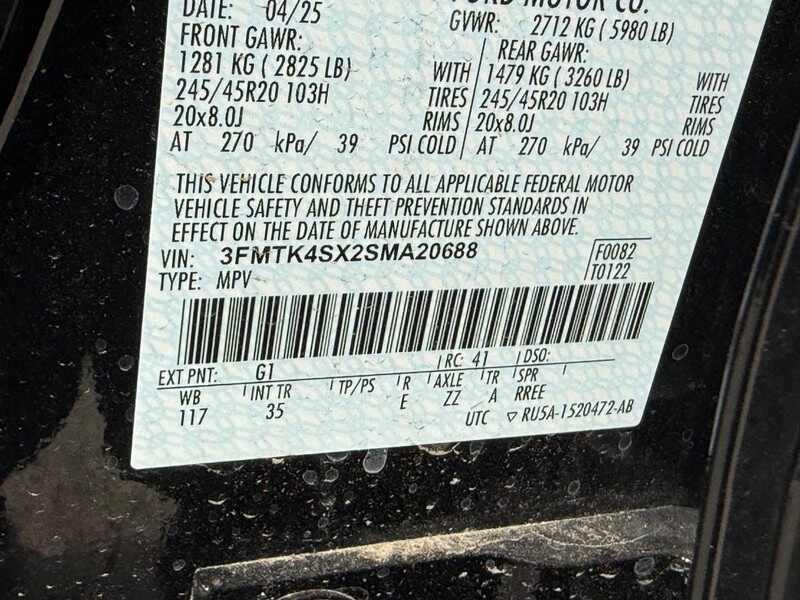 DATE: 04/25
FORD MOTOR CO.
GVWR: 2712 KG ( 5980 LB)
FRONT GAWR:
1281 KG ( 2825 LB) WITH
245/45R20 103H TIRES
20x8.0J RIMS
AT 270 kPa/ 39 PSI COLD
REAR GAWR:
1479 KG ( 3260 LB) WITH
245/45R20 103H TIRES
20x8.0J RIMS
AT 270 kPa/ 39 PSI COLD
THIS VEHICLE CONFORMS TO ALL APPLICABLE FEDERAL MOTOR
VEHICLE SAFETY AND THEFT PREVENTION STANDARDS IN
EFFECT ON THE DATE OF MANUFACTURE SHOWN ABOVE.
VIN: 3FMTK4SX2SMA20688
F0082
T0122
TYPE: MPV
EXT PNT: G1 RC: 41 DSO:
WB INT TR TP/PS R AXLE TR SPR
117 35 E ZZ A RREE
UTC ▽ RU5A-1520472-AB